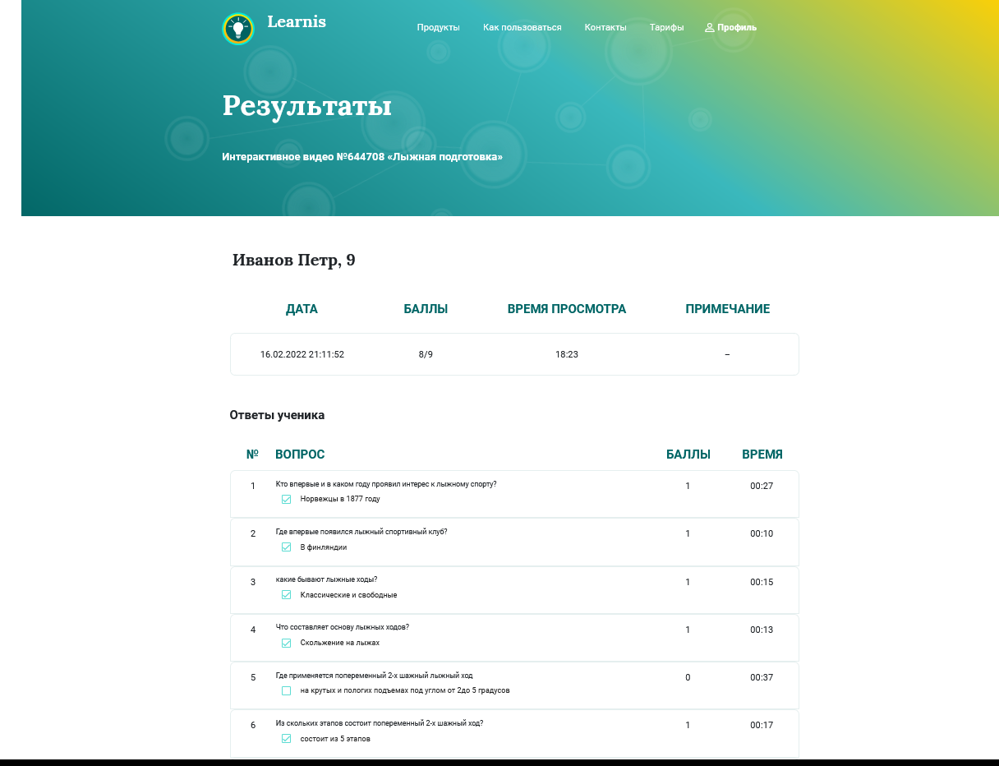 Learnis
Продукты Как пользоваться Контакты Тарифы Профиль
Результаты
Интерактивное видео №644708 «Лыжная подготовка»
Иванов Петр, 9
ДАТА БАЛЛЫ ВРЕМЯ ПРОСМОТРА ПРИМЕЧАНИЕ
16.02.2022 21:11:52 8/9 18:23 –
Ответы ученика
№ ВОПРОС БАЛЛЫ ВРЕМЯ
1 Кто впервые и в каком году проявил интерес к лыжному спорту? 1 00:27
Норвежцы в 1877 году
2 Где впервые появился лыжный спортивный клуб? 1 00:10
В финляндии
3 какие бывают лыжные ходы? 1 00:15
Классические и свободные
4 Что составляет основу лыжных ходов? 1 00:13
Скольжение на лыжах
5 Где применяется попеременный 2-х шажный лыжный ход 0 00:37
на крутых и пологих подъемах под углом от 2до 5 градусов
6 Из скольких этапов состоит попеременный 2-х шажный ход? 1 00:17
состоит из 5 этапов